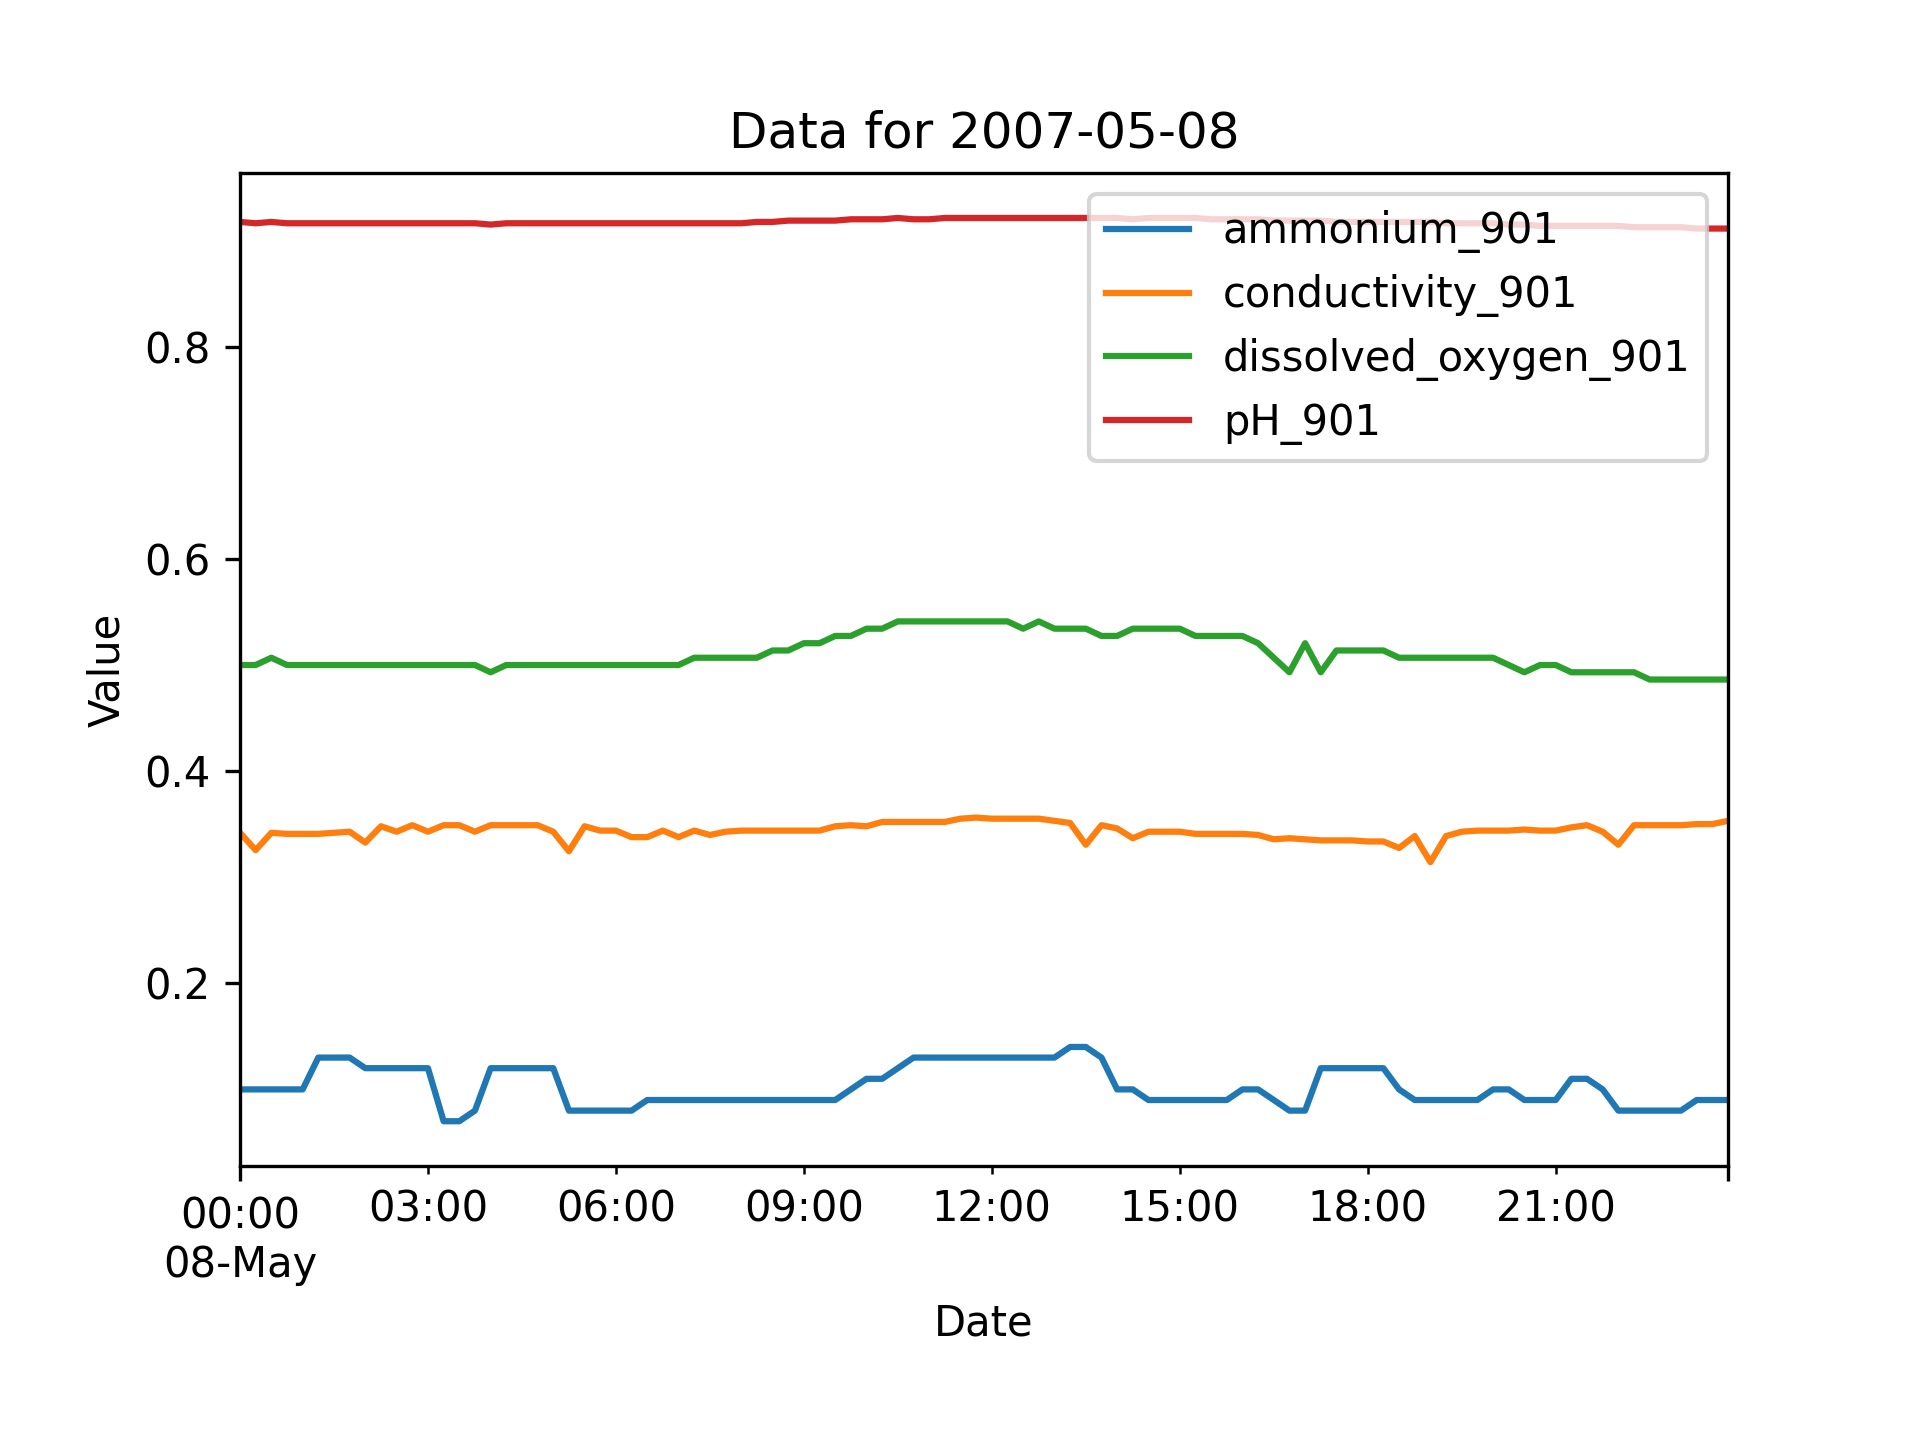 Data for 2007-05-08
ammonium_901
conductivity_901
dissolved_oxygen_901
pH_901
0.8
0.6
0.4
0.2
Value
00:00 03:00 06:00 09:00 12:00 15:00 18:00 21:00
08-May
Date